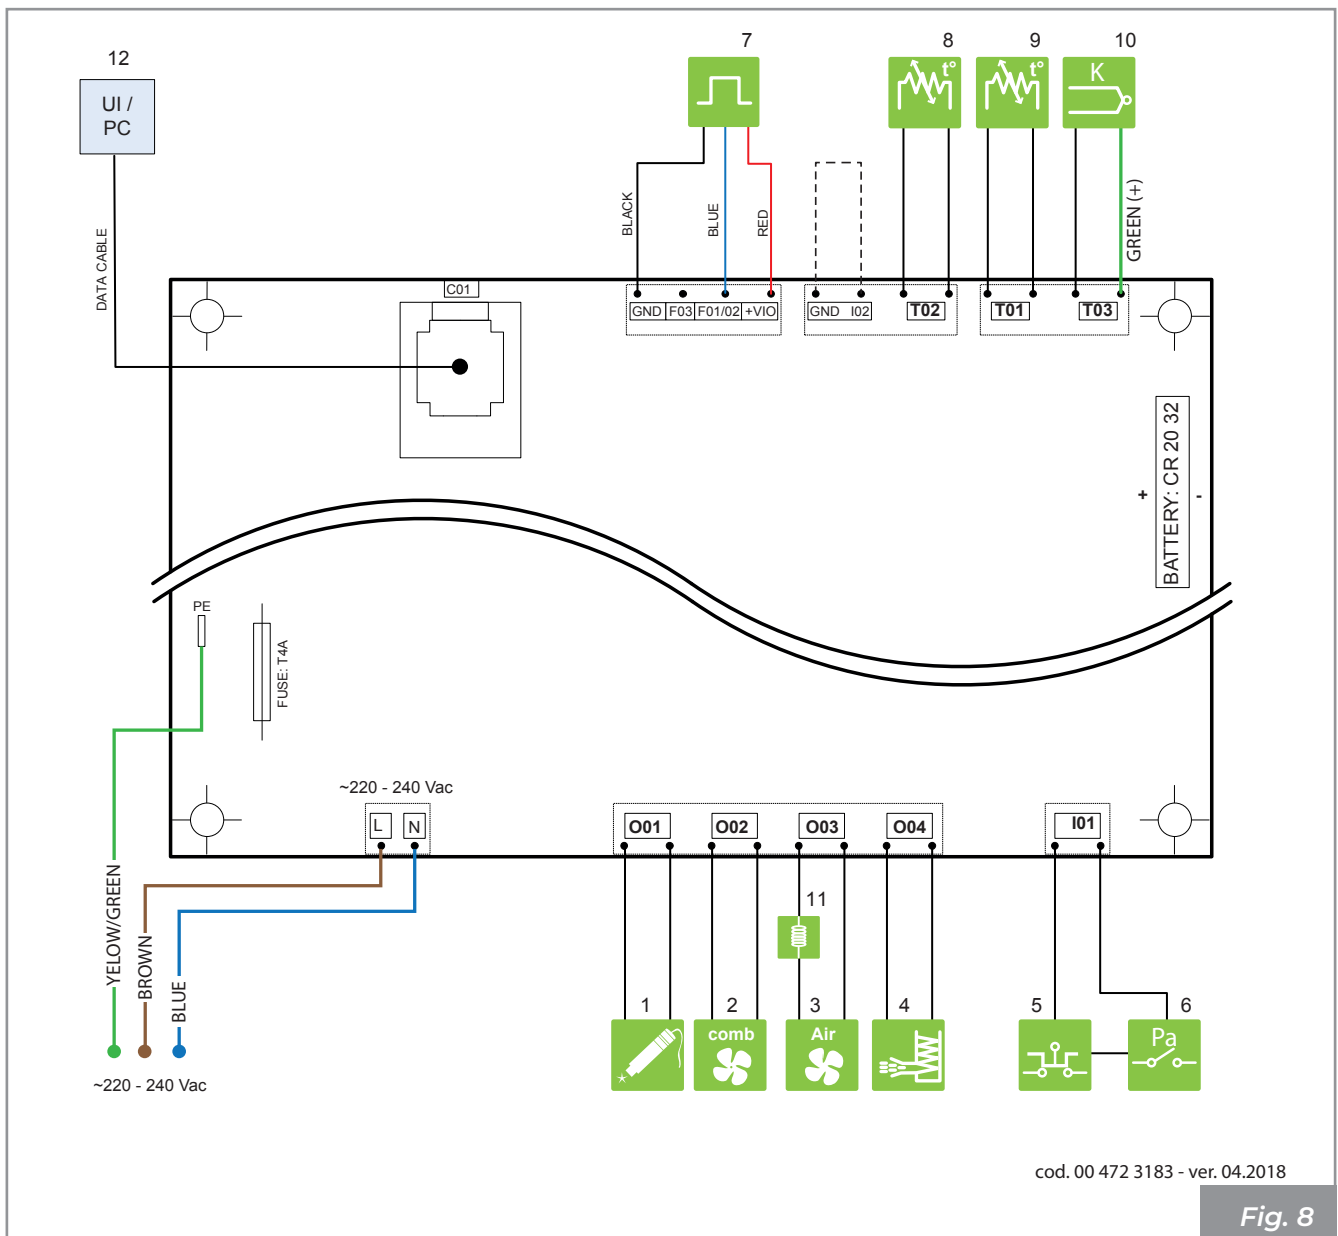 12
7
8
9
10
UI /
PC
t°
t°
K
DATA CABLE
BLACK
BLUE
RED
GREEN (+)
C01
GND F03 F01/02 +VIO
GND I02
T02
T01
T03
BATTERY: CR 20 32
+ -
PE
FUSE: T4A
~220 - 240 Vac
L N
O01
O02
O03
O04
I01
YELOW/GREEN
BROWN
BLUE
~220 - 240 Vac
11
1
2
3
4
5
6
comb
Air
Pa
cod. 00 472 3183 - ver. 04.2018
Fig. 8